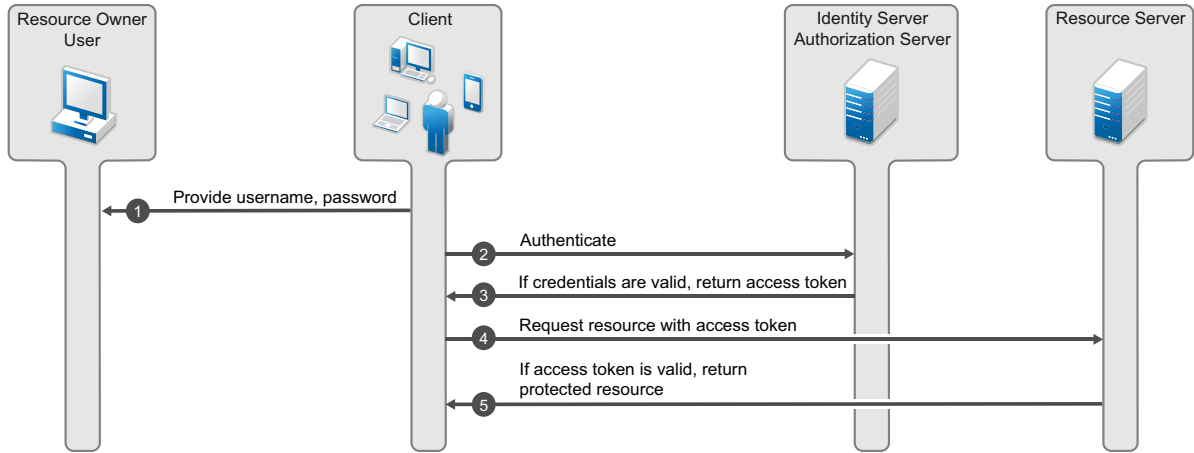 Resource Owner
User
Client
Identity Server
Authorization Server
Resource Server
Provide username, password
1
Authenticate
2
If credentials are valid, return access token
3
Request resource with access token
4
If access token is valid, return
protected resource
5